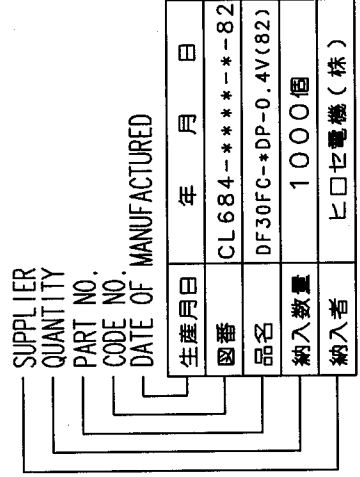 SUPPLIER
QUANTITY
PART NO.
CODE NO.
DATE OF MANUFACTURED
生産月日 年 月 日
図番 CL684-****-*-82
品名 DF30FC-*DP-0.4V(82)
納入数量 1000個
納入者 ヒロセ電機(株)